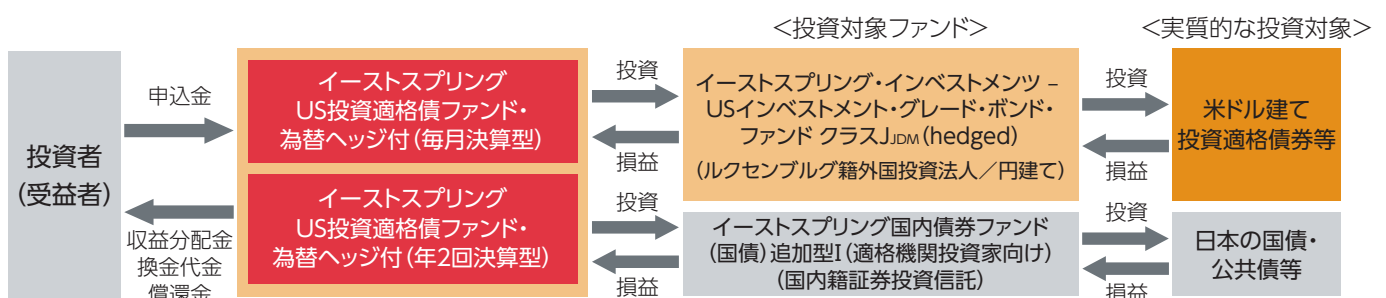 ＜投資対象ファンド＞
＜実質的な投資対象＞
投資者
（受益者）
申込金
収益分配金
換金代金
償還金
イーストスプリング
US投資適格債ファンド・
為替ヘッジ付（毎月決算型）
イーストスプリング
US投資適格債ファンド・
為替ヘッジ付（年2回決算型）
投資
損益
投資
損益
イーストスプリング・インベストメンツ －
USインベストメント・グレード・ボンド・
ファンド クラスJJDM（hedged）
（ルクセンブルグ籍外国投資法人／円建て）
イーストスプリング国内債券ファンド
（国債）追加型I（適格機関投資家向け）
（国内籍証券投資信託）
投資
損益
投資
損益
米ドル建て
投資適格債券等
日本の国債・
公共債等